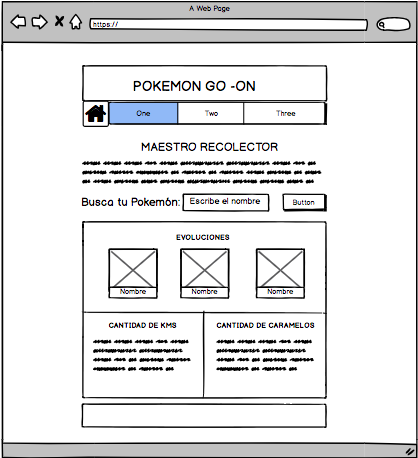 A Web Page
https://
POKEMON GO -ON
One Two Three
MAESTRO RECOLECTOR
Busca tu Pokemón: Escribe el nombre Button
EVOLUCIONES
Nombre Nombre Nombre
CANTIDAD DE KMS CANTIDAD DE CARAMELOS